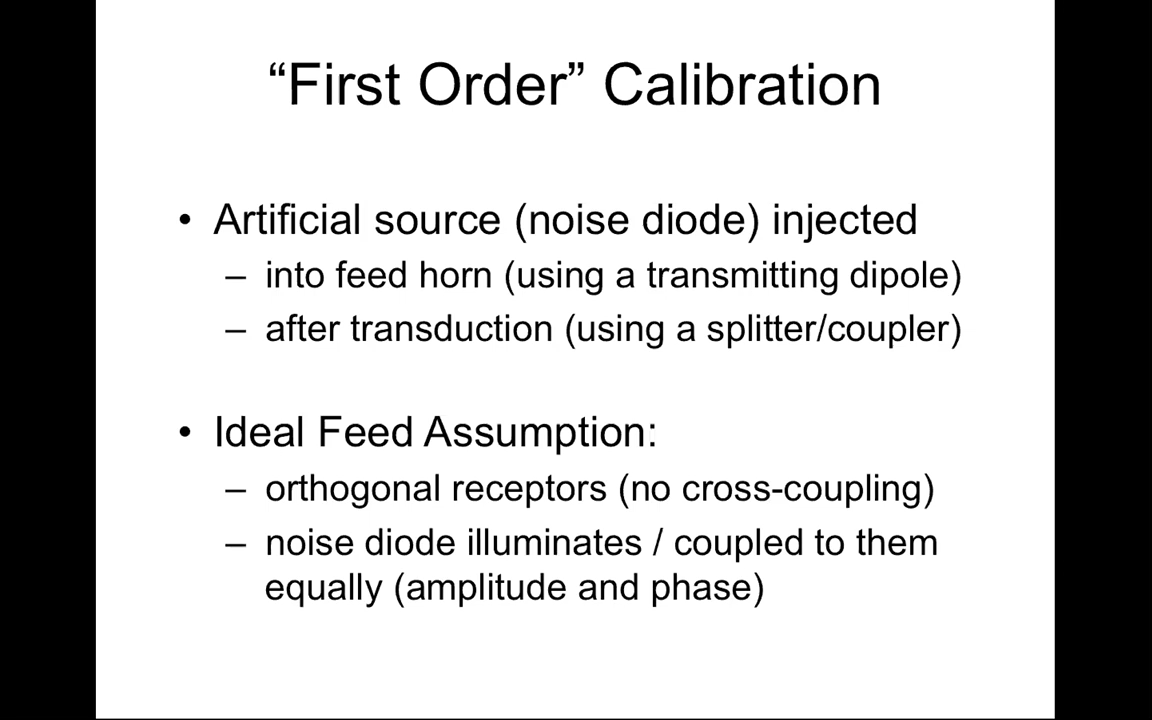 “First Order” Calibration
• Artificial source (noise diode) injected
– into feed horn (using a transmitting dipole)
– after transduction (using a splitter/coupler)
• Ideal Feed Assumption:
– orthogonal receptors (no cross-coupling)
– noise diode illuminates / coupled to them
equally (amplitude and phase)